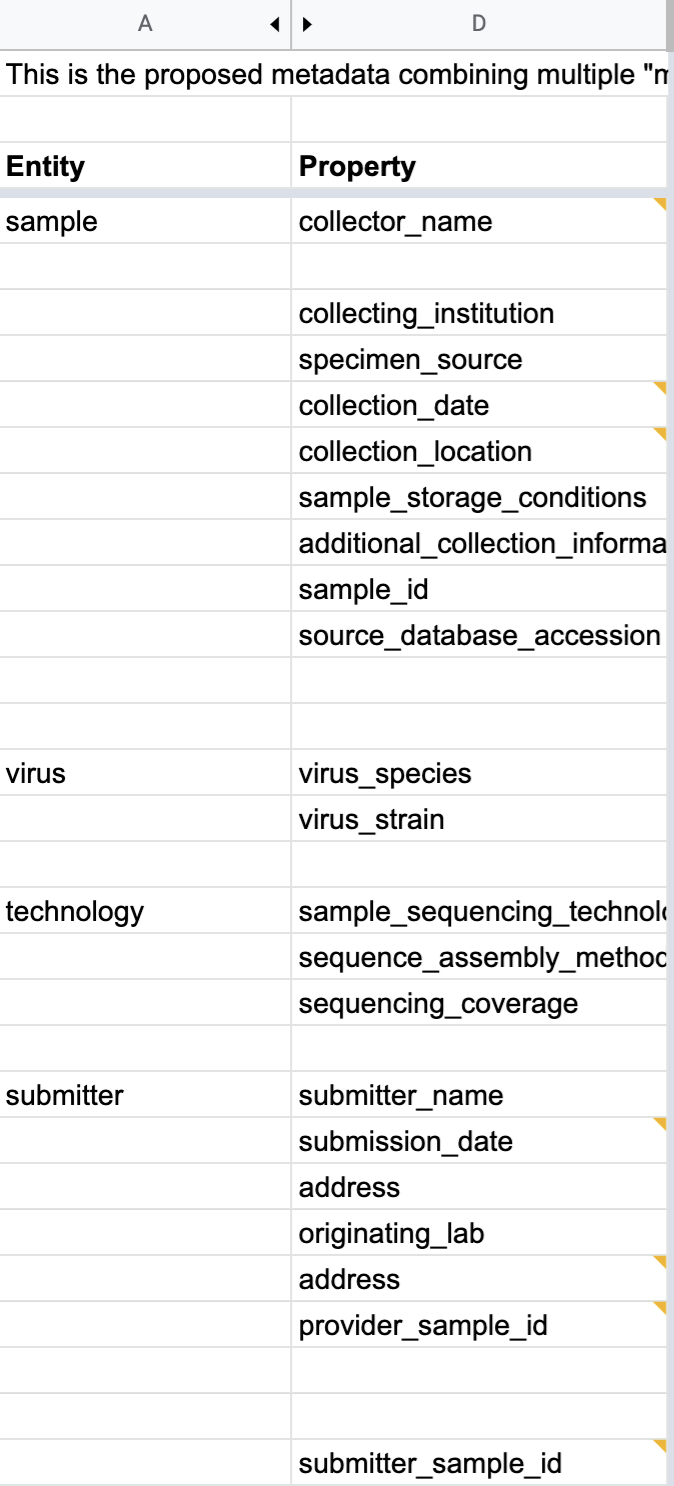 A D
This is the proposed metadata combining multiple
Entity Property
sample collector_name
collecting_institution
specimen_source
collection_date
collection_location
sample_storage_conditions
additional_collection_informa
sample_id
source_database_accession
virus virus_species
virus_strain
technology sample_sequencing_technolo
sequence_assembly_method
sequencing_coverage
submitter submitter_name
submission_date
address
originating_lab
address
provider_sample_id
submitter_sample_id